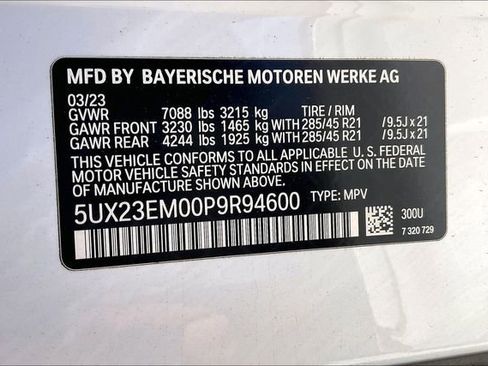 MFD BY BAYERISCHE MOTOREN WERKE AG
03/23
GVWR 7088 lbs 3215 kg TIRE / RIM
GAWR FRONT 3230 lbs 1465 kg WITH 285/45 R21 /9.5J x 21
GAWR REAR 4244 lbs 1925 kg WITH 285/45 R21 /9.5J x 21
THIS VEHICLE CONFORMS TO ALL APPLICABLE U.S. FEDERAL
MOTOR VEHICLE SAFETY STANDARDS IN EFFECT ON THE
DATE OF MANUFACTURE SHOWN ABOVE.
5UX23EM00P9R94600 TYPE: MPV
300U
7 320 729